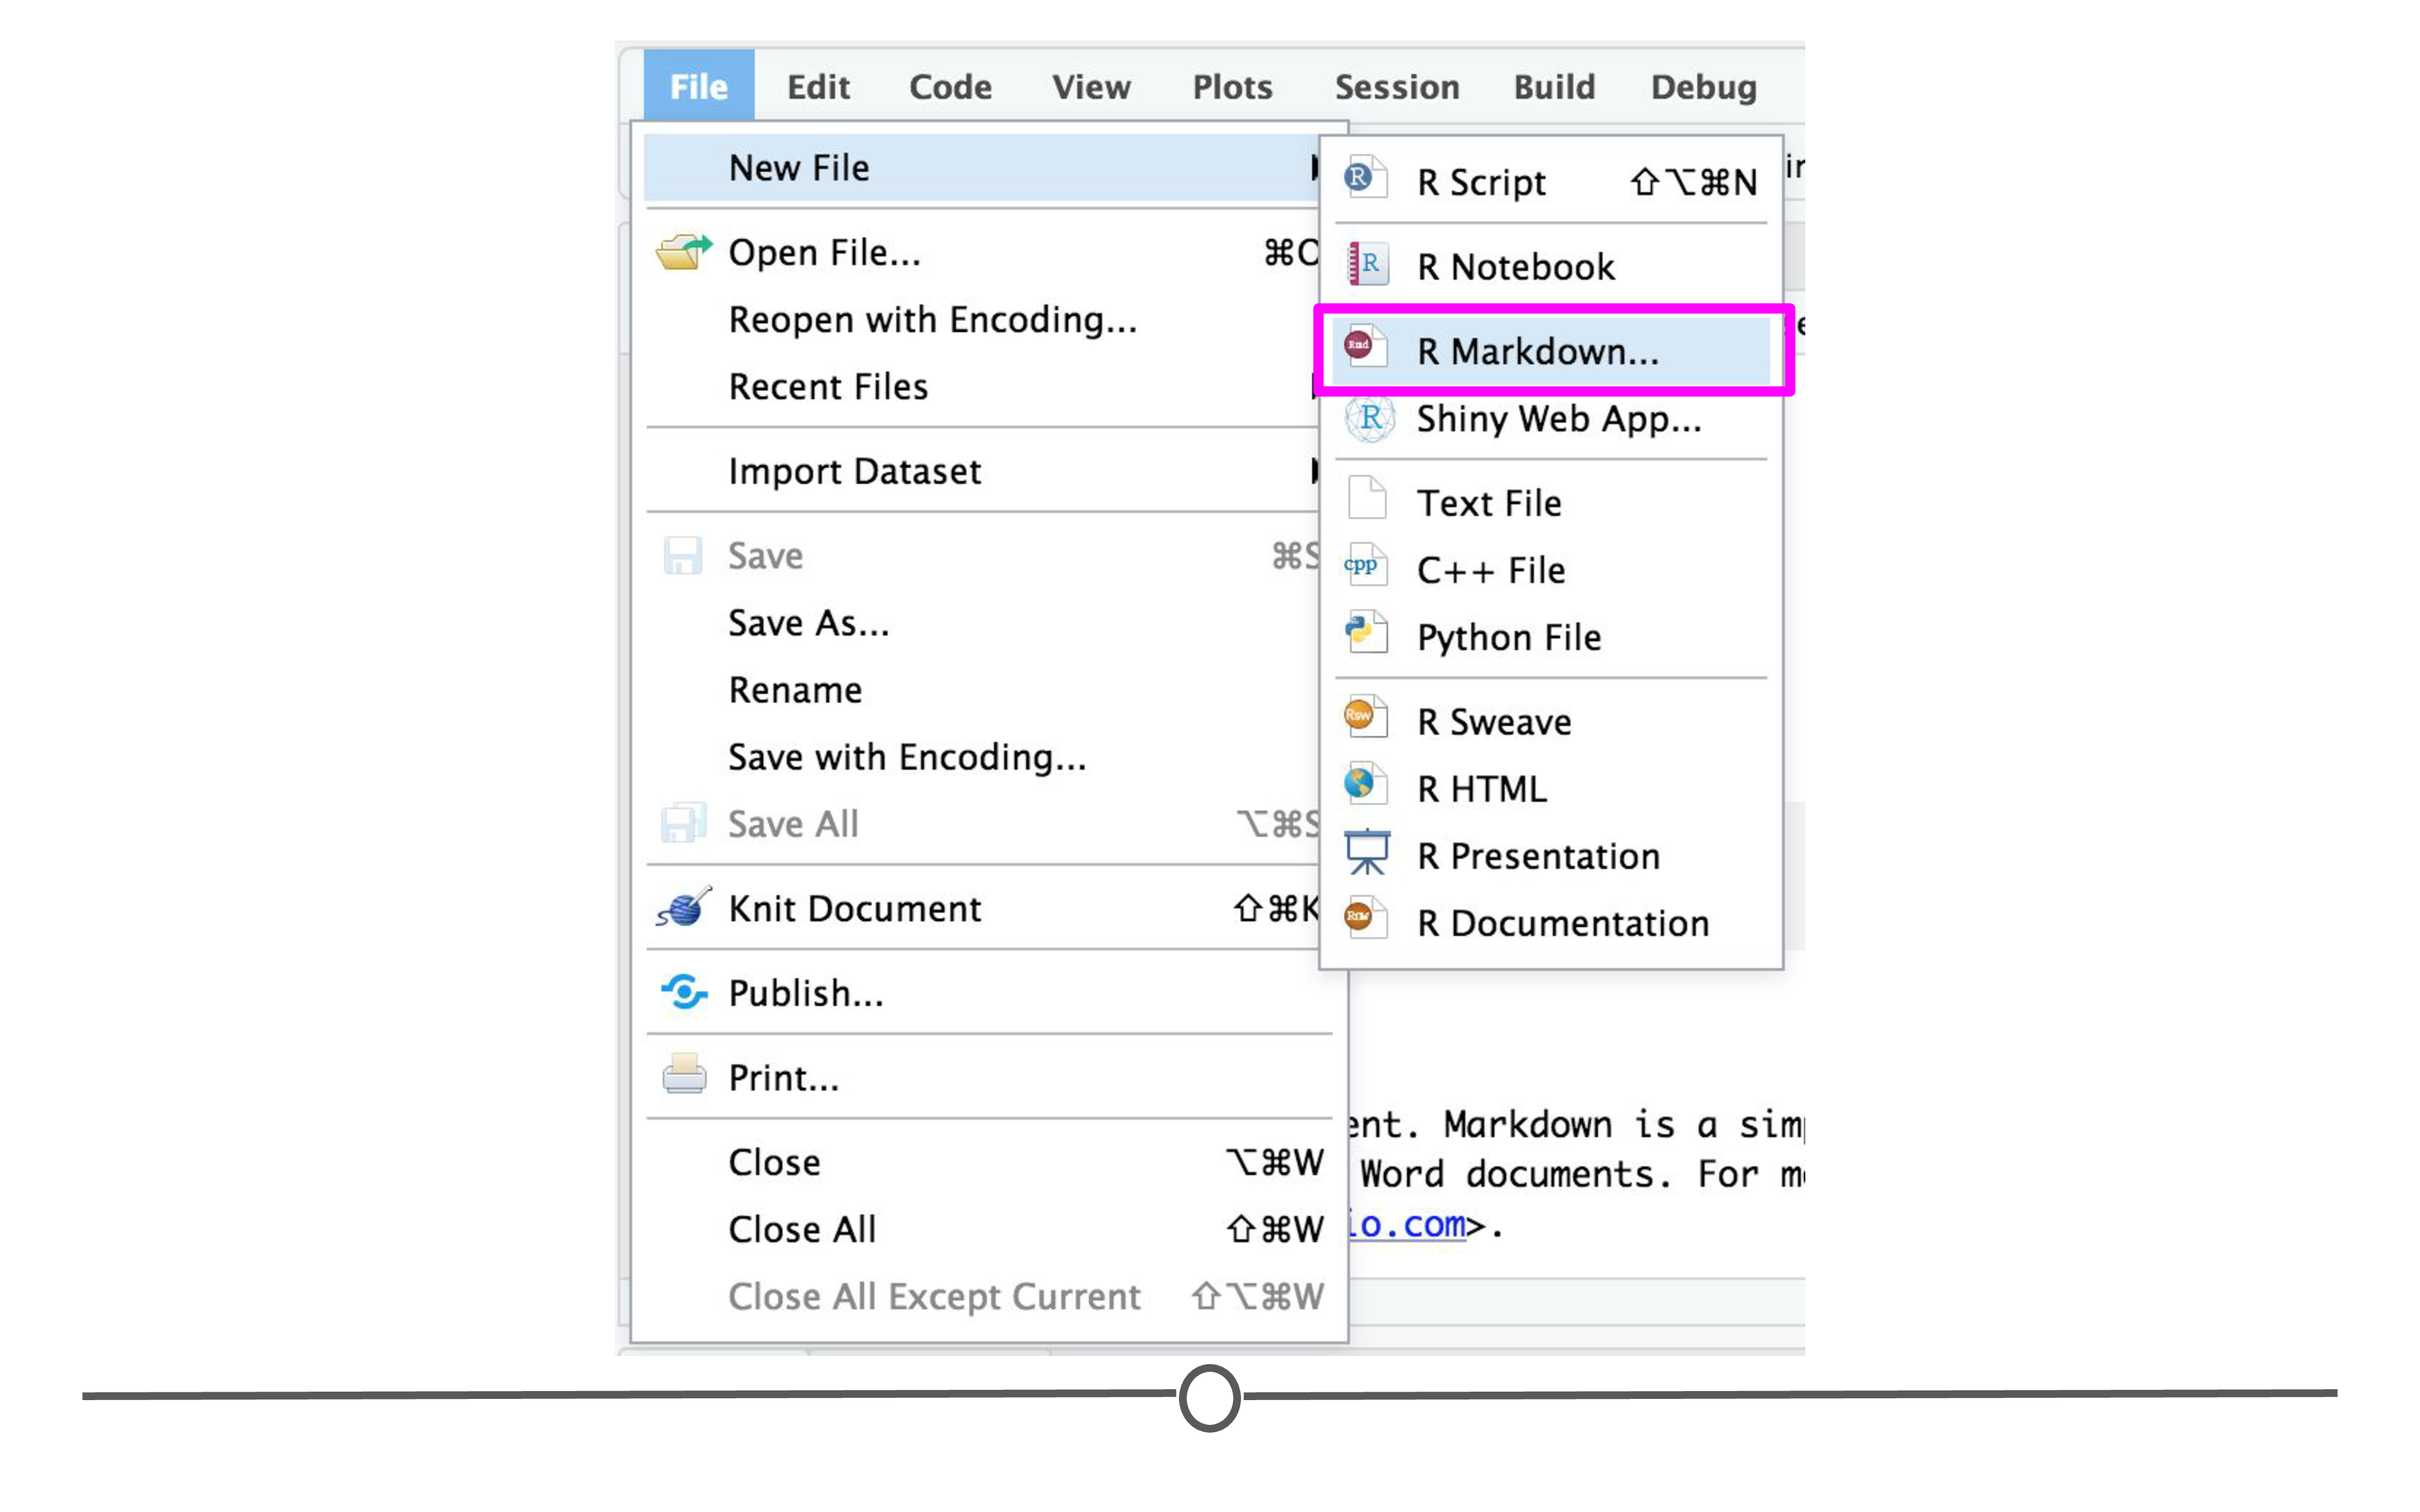 File Edit Code View Plots Session Build Debug
New File
Open File... ⌘O
Reopen with Encoding...
Recent Files
Import Dataset
Save ⌘S
Save As...
Rename
Save with Encoding...
Save All ⌥⌘S
Knit Document ⇧⌘K
Publish...
Print...
Close ⌥⌘W
Close All ⇧⌘W
Close All Except Current ⇧⌥⌘W
R Script ⇧⌥⌘N
R Notebook
R Markdown...
Shiny Web App...
Text File
C++ File
Python File
R Sweave
R HTML
R Presentation
R Documentation
R
R
Rmd
R
cpp
Rsw
Markdown is a
Word documents. For
io.com>.